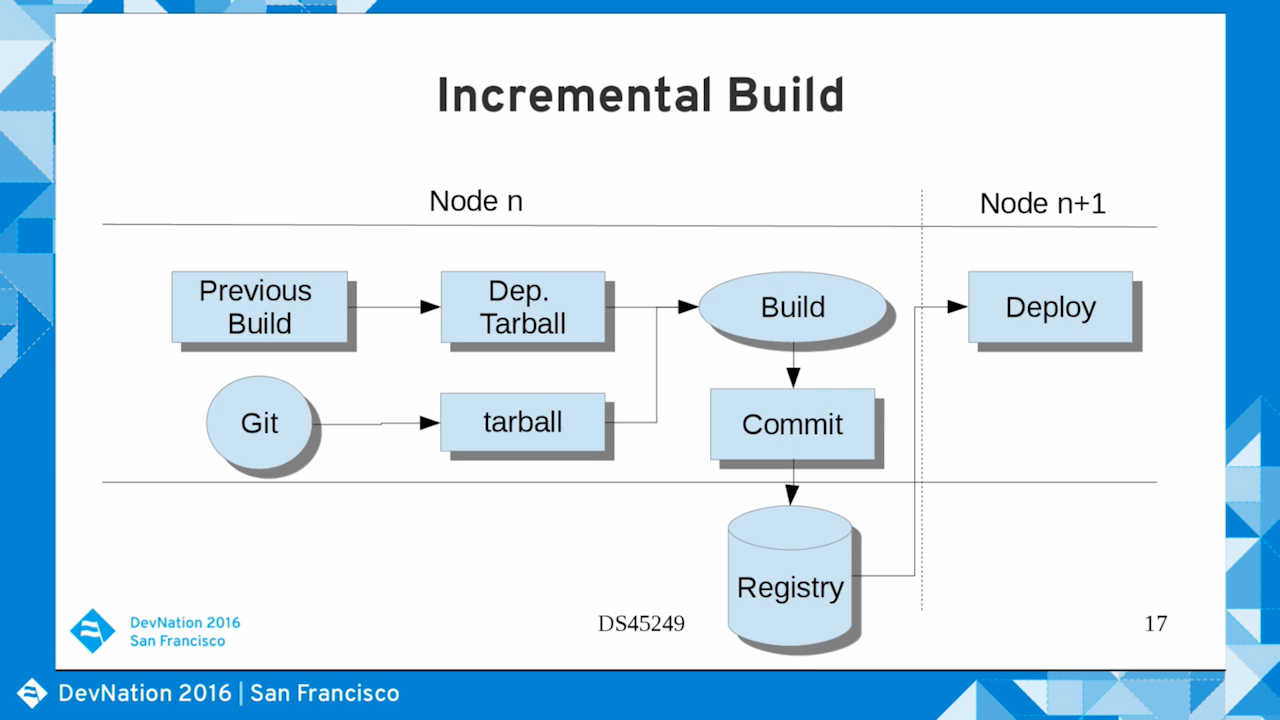 Incremental Build
Node n
Node n+1
Previous
Build
Dep.
Tarball
Build
Deploy
Git
tarball
Commit
Registry
DevNation 2016
San Francisco
DS45249
17
DevNation 2016 | San Francisco